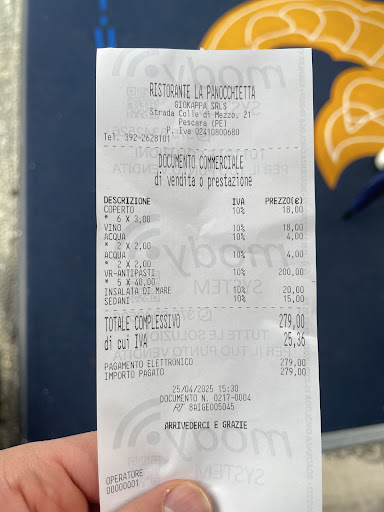 RISTORANTE LA PANOCCHIETTA
GIOKAPPA SRLS
Strada Colle di Mezzo, 21
Pescara (PE)
P. Iva 02410800680
Tel. 392-2628101
DOCUMENTO COMMERCIALE
di vendita o prestazione
DESCRIZIONE IVA PREZZO(€)
COPERTO 10% 18,00
* 6 X 3,00
VINO 10% 18,00
ACQUA 10% 4,00
* 2 X 2,00
ACQUA 10% 4,00
* 2 X 2,00
VR-ANTIPASTI 10% 200,00
* 5 X 40,00
INSALATA DI MARE 10% 20,00
SEDANI 10% 15,00
TOTALE COMPLESSIVO 279,00
di cui IVA 25,36
PAGAMENTO ELETTRONICO 279,00
IMPORTO PAGATO 279,00
25/04/2025 15:30
DOCUMENTO N. 0217-0004
RT 8AIGE005045
ARRIVEDERCI E GRAZIE
OPERATORE
00000001